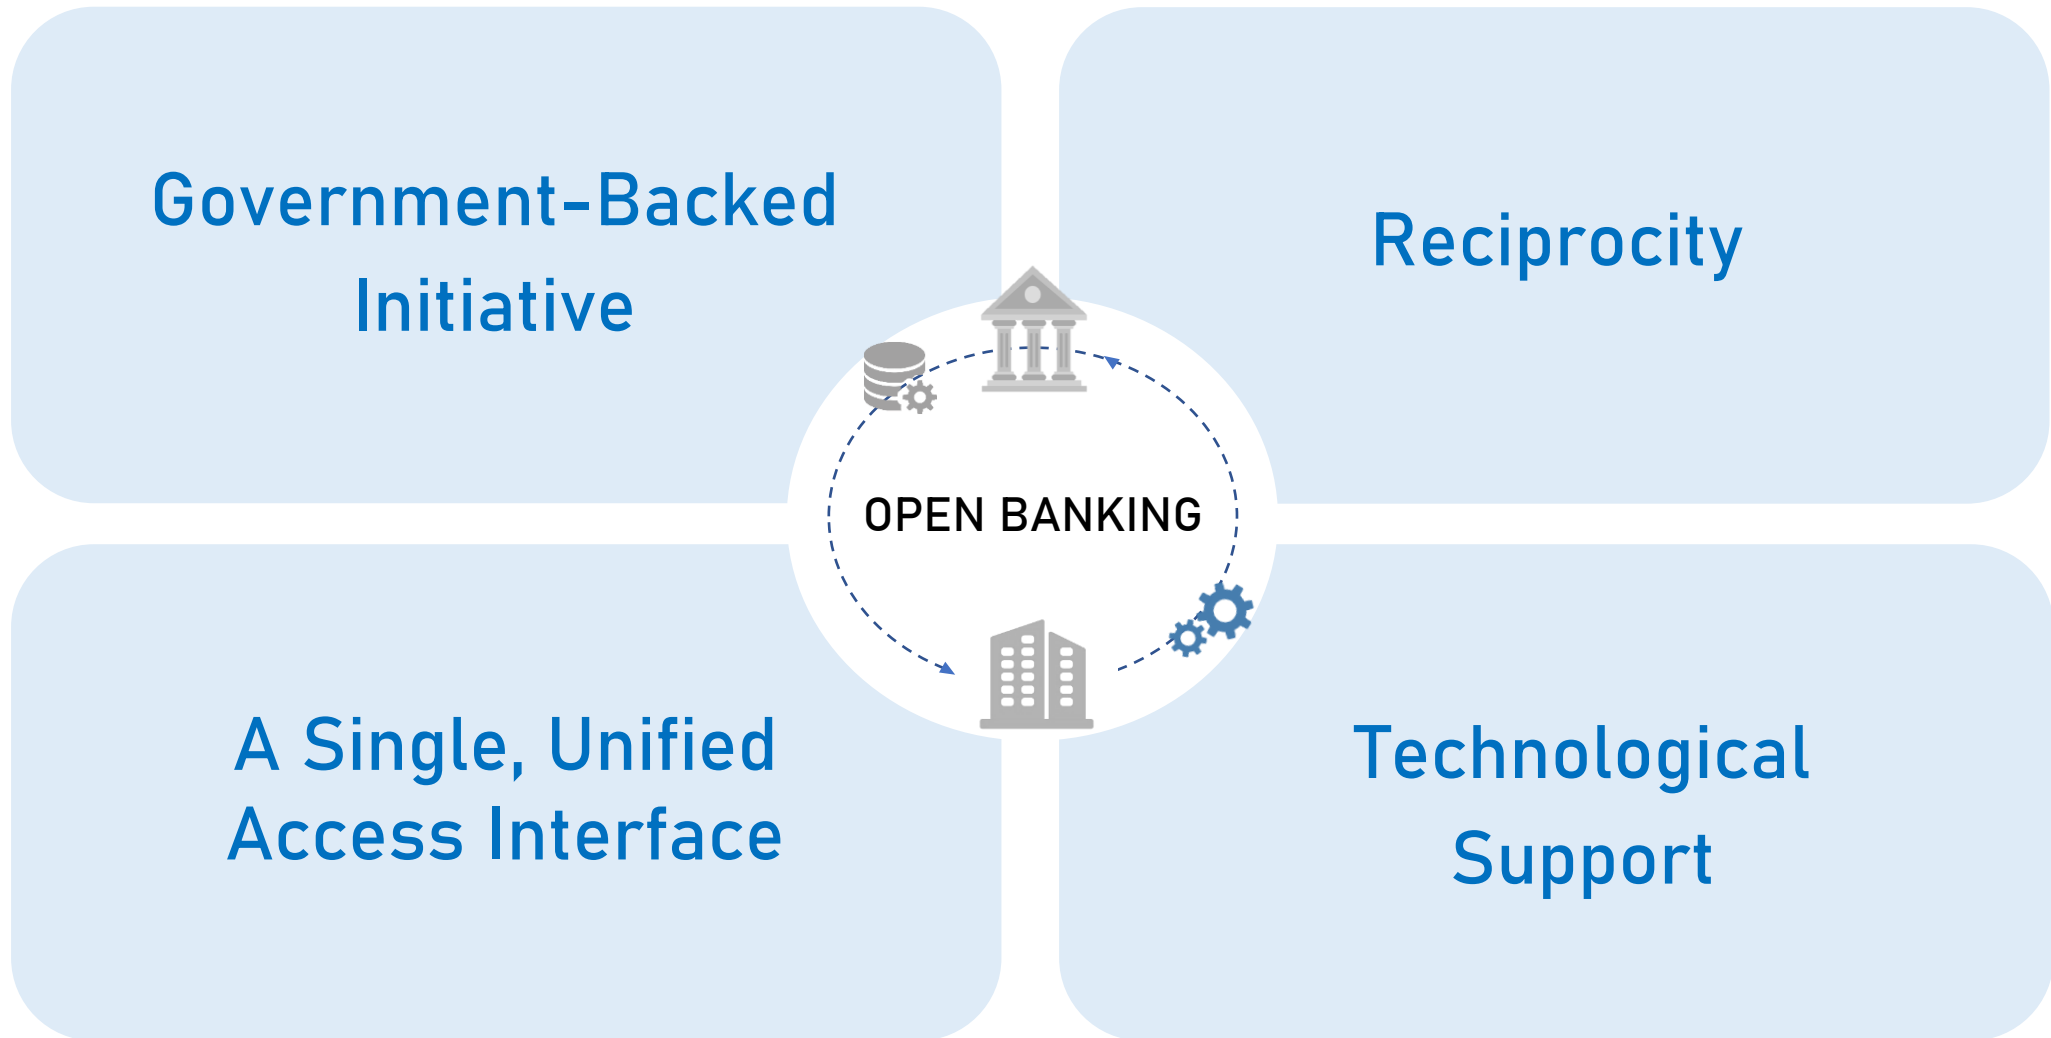 Government-Backed
Initiative
Reciprocity
OPEN BANKING
A Single, Unified
Access Interface
Technological
Support